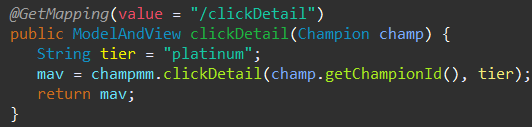 @GetMapping(value = "/clickDetail")
public ModelAndView clickDetail(Champion champ) {
String tier = "platinum";
mav = champmm.clickDetail(champ.getChampionId(), tier);
return mav;
}